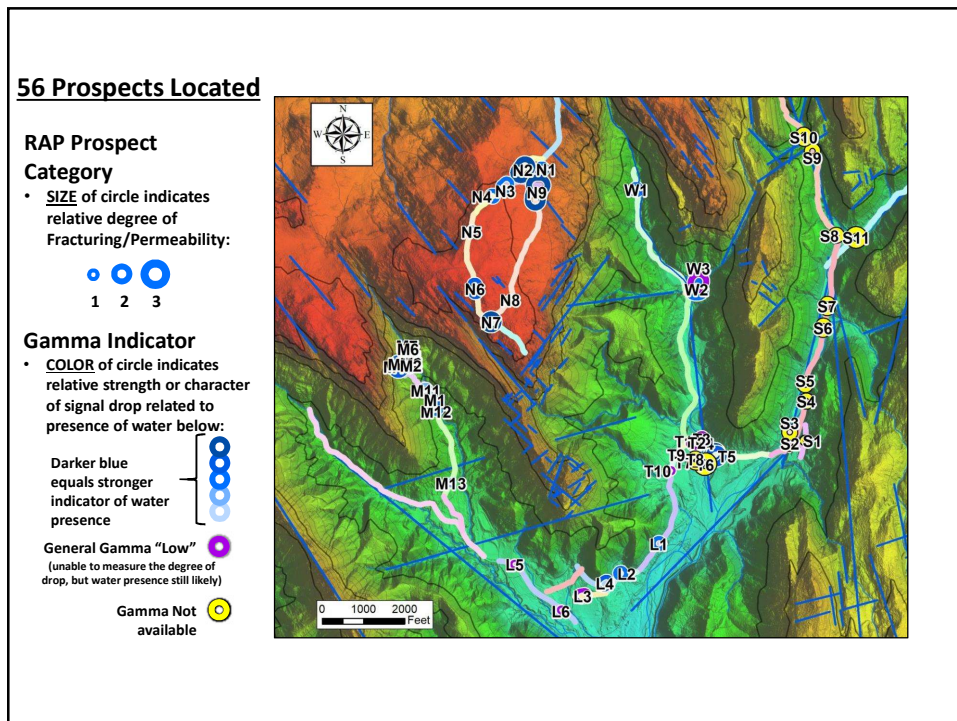 56 Prospects Located
RAP Prospect
Category
• SIZE of circle indicates
relative degree of
Fracturing/Permeability:
1 2 3
Gamma Indicator
• COLOR of circle indicates
relative strength or character
of signal drop related to
presence of water below:
Darker blue
equals stronger
indicator of water
presence
General Gamma “Low”
(unable to measure the degree of
drop, but water presence still likely)
Gamma Not
available
N
W E
S
S10
S9
N2 N1
N3
N4
N9
W1
N5
S8 S11
W3
W2
N6
N8
N7
S7
S6
M6
M2
M11
M1
M12
S5
S4
S3
S2 S1
T9
T8
T5
T10
M13
L1
L5
L2
L4
L3
L6
0 1000 2000
Feet